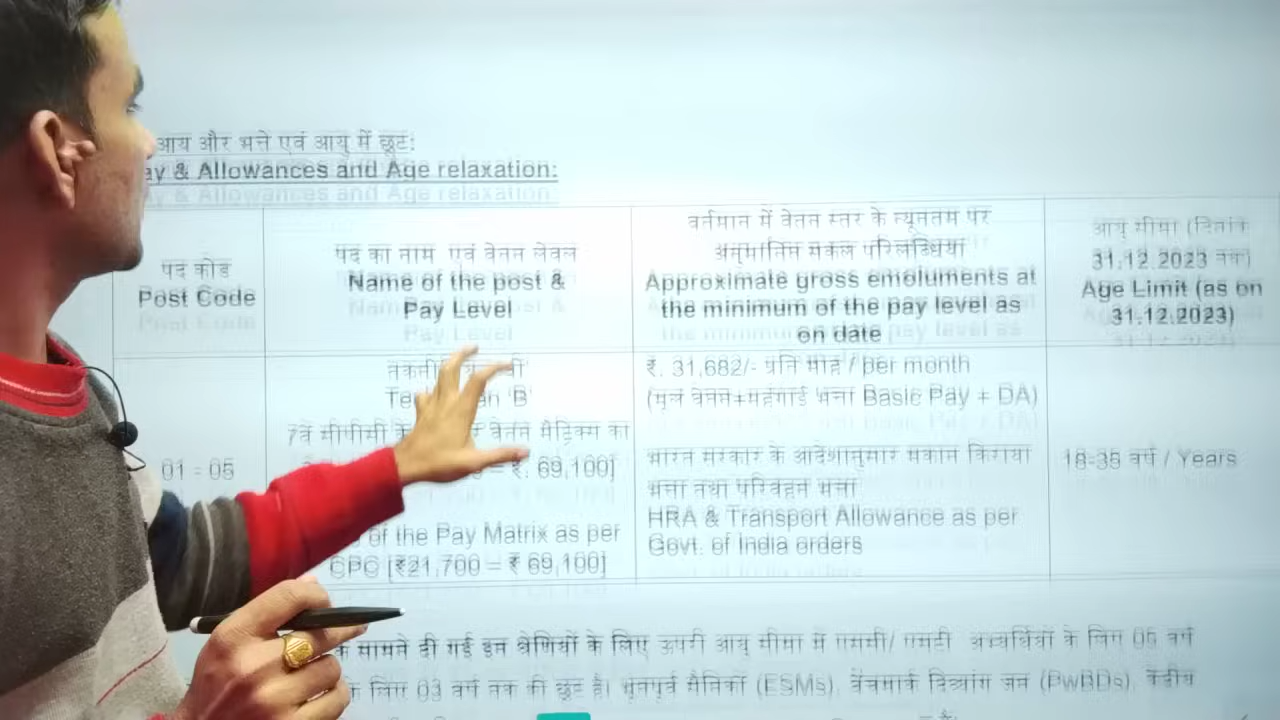 आय और भत्ते एवं आयु में छूट:
ay & Allowances and Age relaxation:
पद कोड
Post Code
पद का नाम एवं वेतन लेवल
Name of the post &
Pay Level
वर्तमान में वेतन स्तर के न्यूनतम पर
अनुमानित सकल परिलब्धियां
Approximate gross emoluments at
the minimum of the pay level as
on date
आयु सीमा (दिनांक
31.12.2023 तक)
Age Limit (as on
31.12.2023)
01 – 05
Te an 'B'
7वें सीपीसी के वेतन मैट्रिक्स का
₹. 69,100]
of the Pay Matrix as per
CPC [₹21,700 – ₹ 69,100]
₹. 31,682/- प्रति माह / per month
(मूल वेतन+महंगाई भत्ता Basic Pay + DA)
भारत सरकार के आदेशानुसार मकान किराया
भत्ता तथा परिवहन भत्ता
HRA & Transport Allowance as per
Govt. of India orders
18-35 वर्ष / Years
के सामने दी गई इन श्रेणियों के लिए ऊपरी आयु सीमा में एससी/ एसटी अभ्यर्थियों के लिए 05 वर्ष
के लिए 03 वर्ष तक की छूट है। भूतपूर्व सैनिकों (ESMs), बेंचमार्क दिव्यांग जन (PwBDs), केंद्रीय